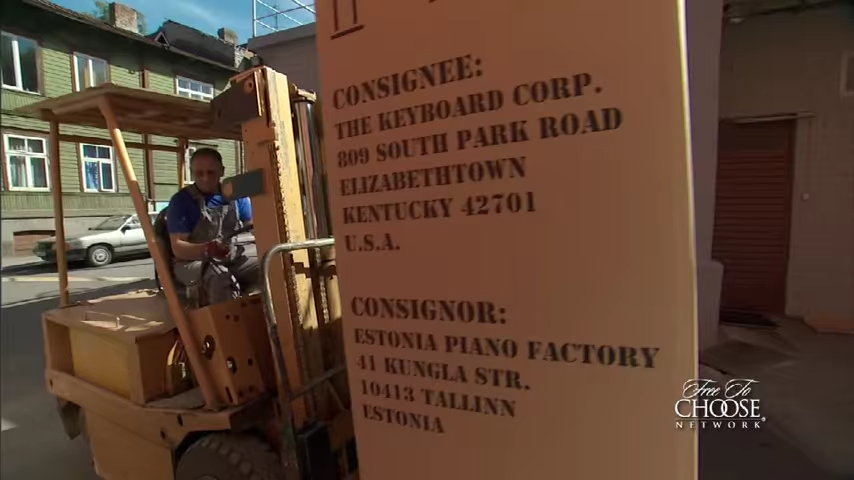 CONSIGNEE:
THE KEYBOARD CORP.
809 SOUTH PARK ROAD
ELIZABETHTOWN
KENTUCKY 42701
U.S.A.
CONSIGNOR:
ESTONIA PIANO FACTORY
41 KUNGLA STR.
10413 TALLINN
ESTONIA
Free To
CHOOSE
NETWORK